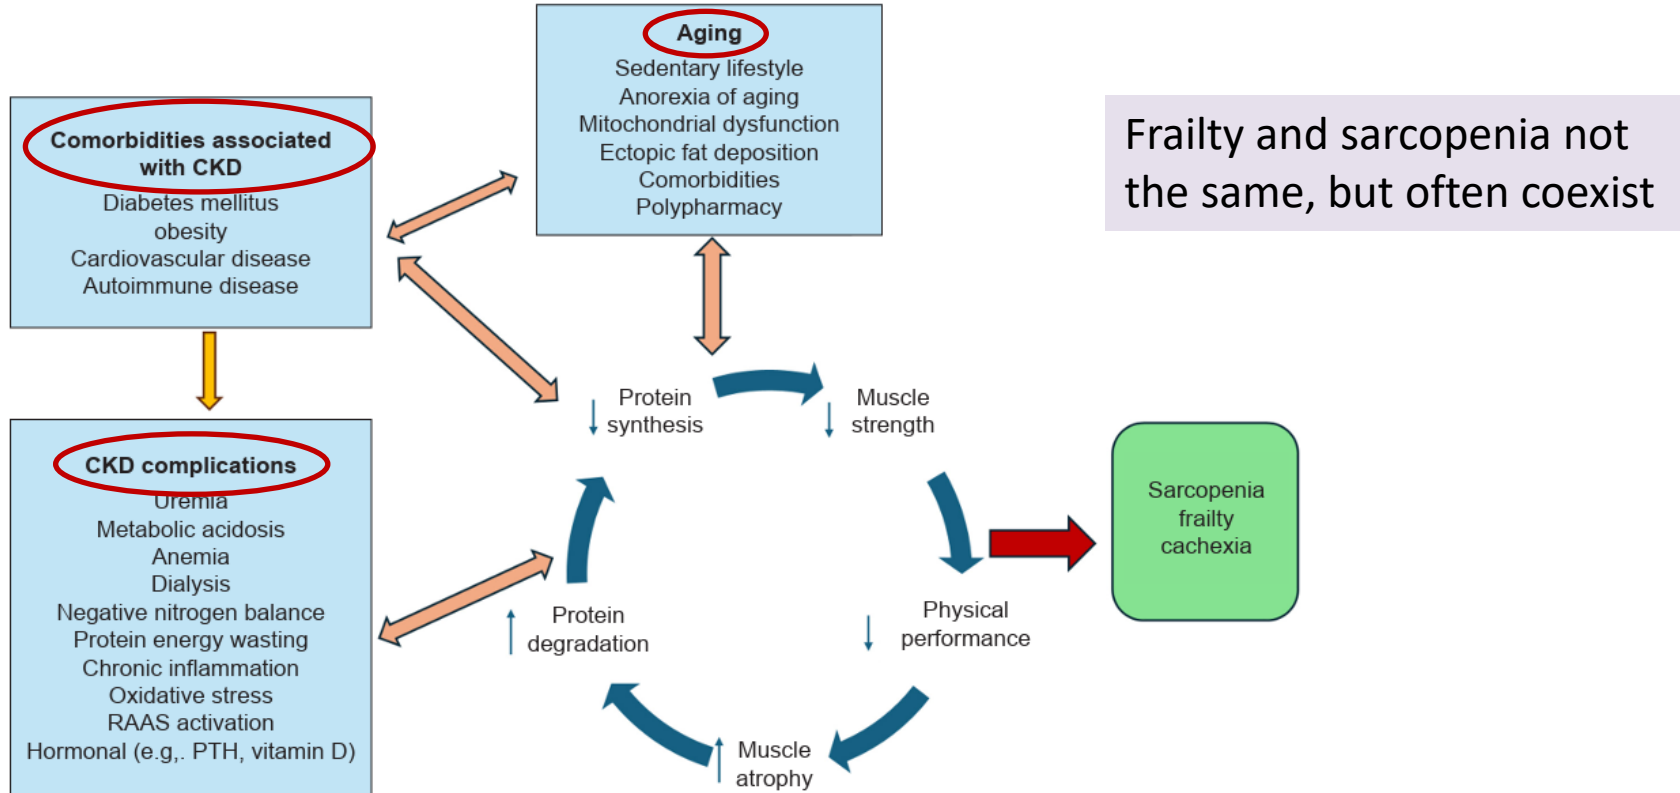 Aging
Sedentary lifestyle
Anorexia of aging
Mitochondrial dysfunction
Ectopic fat deposition
Comorbidities
Polypharmacy
Comorbidities associated
with CKD
Diabetes mellitus
obesity
Cardiovascular disease
Autoimmune disease
Frailty and sarcopenia not
the same, but often coexist
CKD complications
Uremia
Metabolic acidosis
Anemia
Dialysis
Negative nitrogen balance
Protein energy wasting
Chronic inflammation
Oxidative stress
RAAS activation
Hormonal (e.g,. PTH, vitamin D)
↓ Protein
synthesis
↓ Muscle
strength
↓ Physical
performance
↑ Muscle
atrophy
↑ Protein
degradation
Sarcopenia
frailty
cachexia